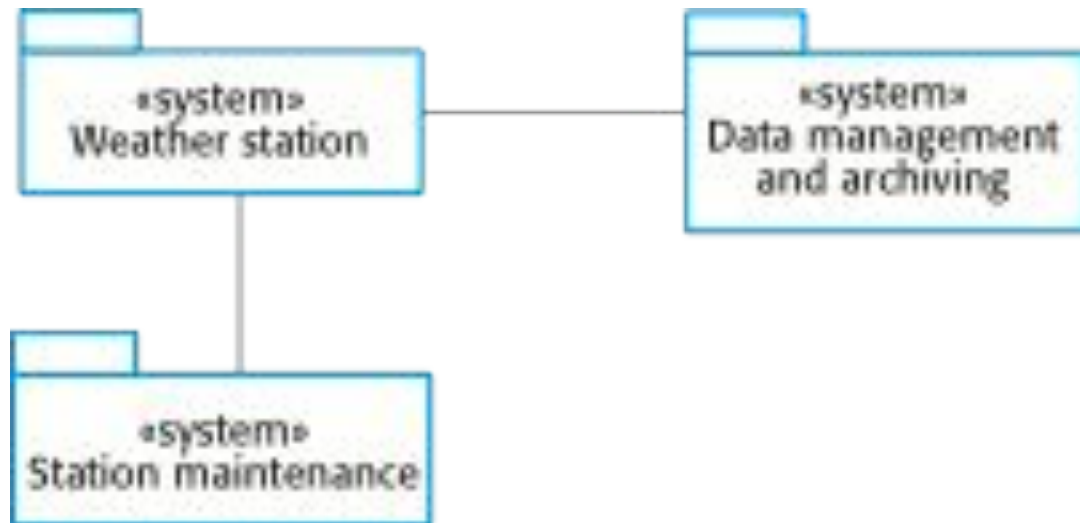 «system»
Weather station
«system»
Data management
and archiving
«system»
Station maintenance